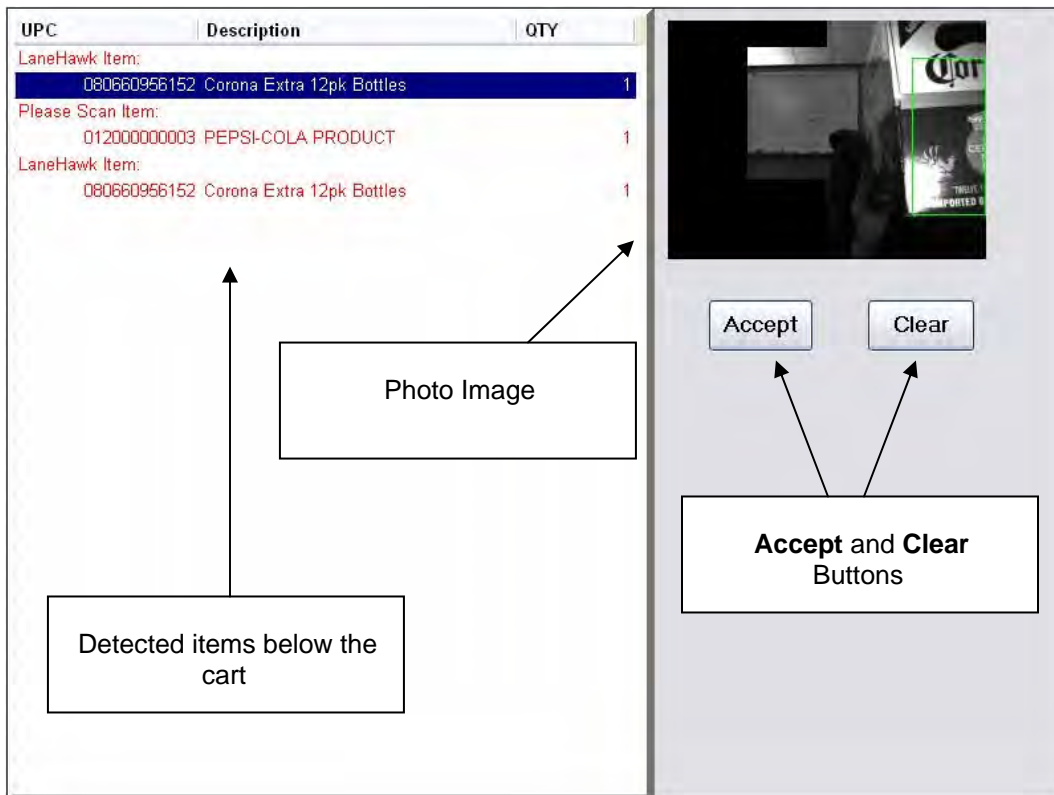 UPC Description QTY
LaneHawk Item:
080660956152 Corona Extra 12pk Bottles 1
Please Scan Item:
012000000003 PEPSI-COLA PRODUCT 1
LaneHawk Item:
080660956152 Corona Extra 12pk Bottles 1
Cor
Accept Clear
Photo Image
Accept and Clear
Buttons
Detected items below the
cart